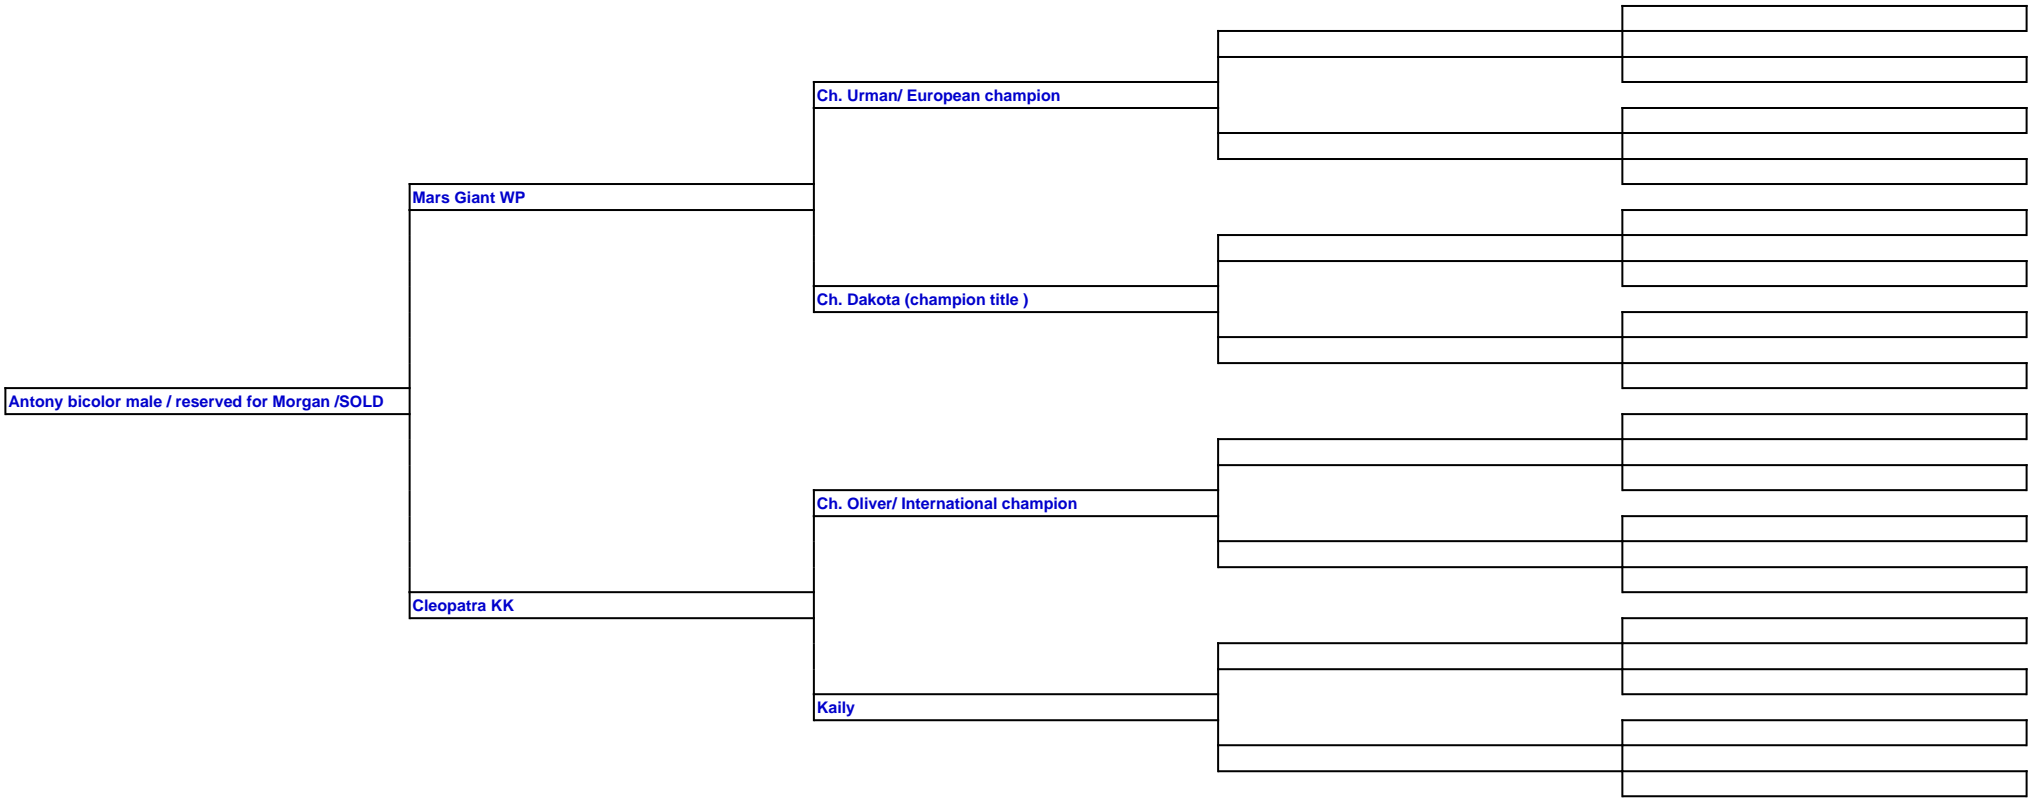 Ch. Urman/ European champion
Mars Giant WP
Ch. Dakota (champion title )
Antony bicolor male / reserved for Morgan /SOLD
Ch. Oliver/ International champion
Cleopatra KK
Kaily